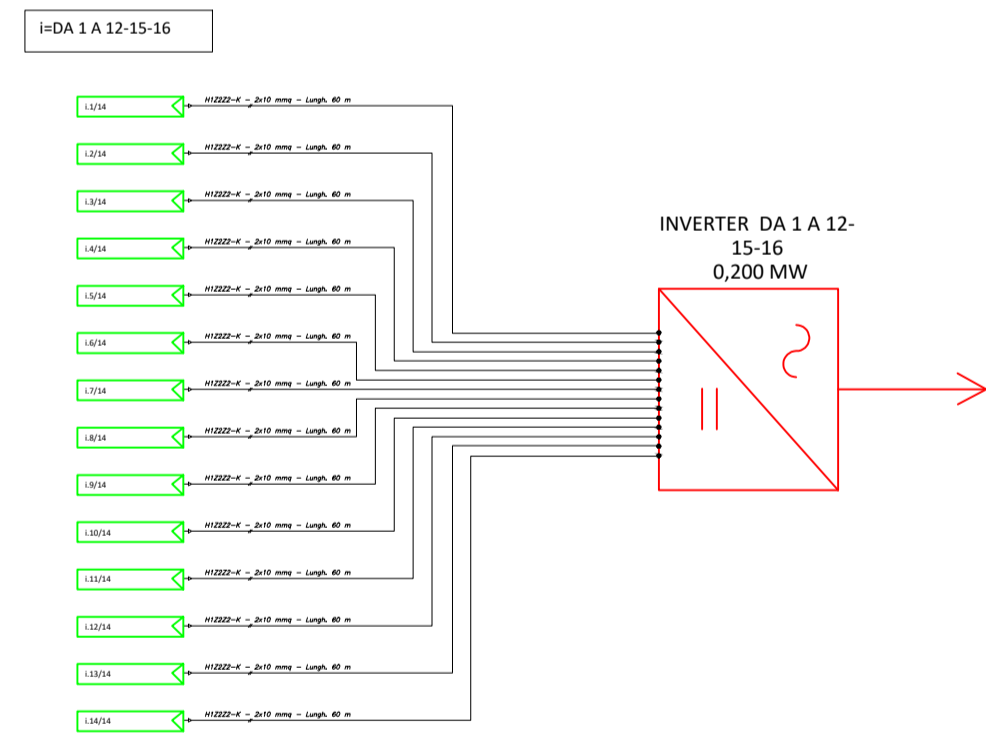 i=DA 1 A 12-15-16
i.1/14 H1Z2Z2-K - 2x10 mmq - Lungh. 60 m
i.2/14 H1Z2Z2-K - 2x10 mmq - Lungh. 60 m
i.3/14 H1Z2Z2-K - 2x10 mmq - Lungh. 60 m
INVERTER DA 1 A 12-
15-16
0,200 MW
i.4/14 H1Z2Z2-K - 2x10 mmq - Lungh. 60 m
i.5/14 H1Z2Z2-K - 2x10 mmq - Lungh. 60 m
i.6/14 H1Z2Z2-K - 2x10 mmq - Lungh. 60 m
i.7/14 H1Z2Z2-K - 2x10 mmq - Lungh. 60 m
i.8/14 H1Z2Z2-K - 2x10 mmq - Lungh. 60 m
i.9/14 H1Z2Z2-K - 2x10 mmq - Lungh. 60 m
i.10/14 H1Z2Z2-K - 2x10 mmq - Lungh. 60 m
i.11/14 H1Z2Z2-K - 2x10 mmq - Lungh. 60 m
i.12/14 H1Z2Z2-K - 2x10 mmq - Lungh. 60 m
i.13/14 H1Z2Z2-K - 2x10 mmq - Lungh. 60 m
i.14/14 H1Z2Z2-K - 2x10 mmq - Lungh. 60 m